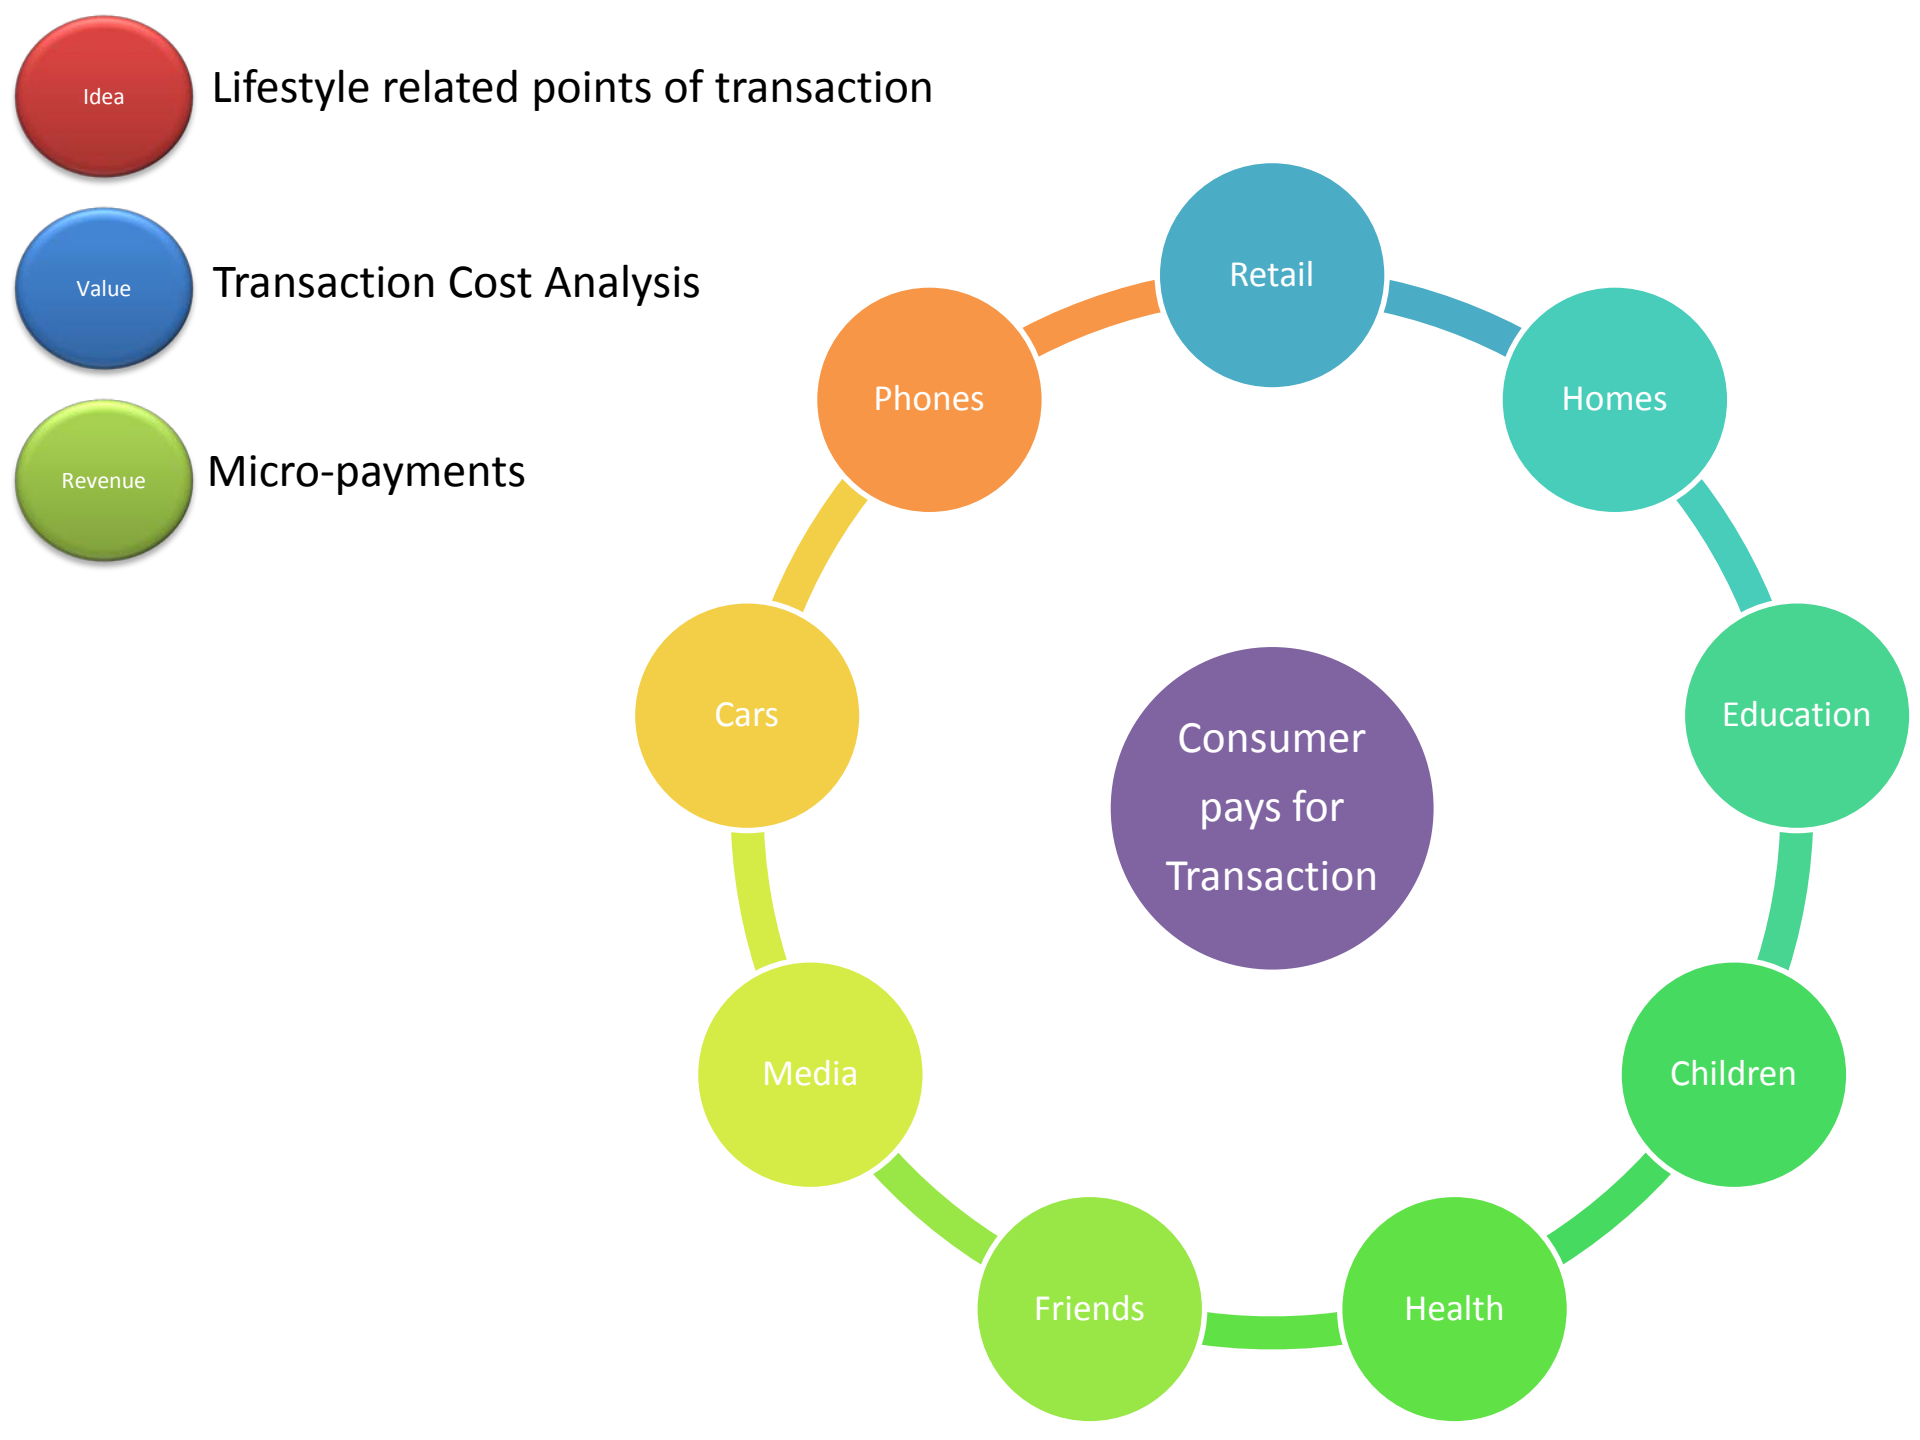 Idea
Lifestyle related points of transaction
Value
Transaction Cost Analysis
Revenue
Micro-payments
Retail
Homes
Education
Children
Health
Friends
Media
Cars
Phones
Consumer
pays for
Transaction